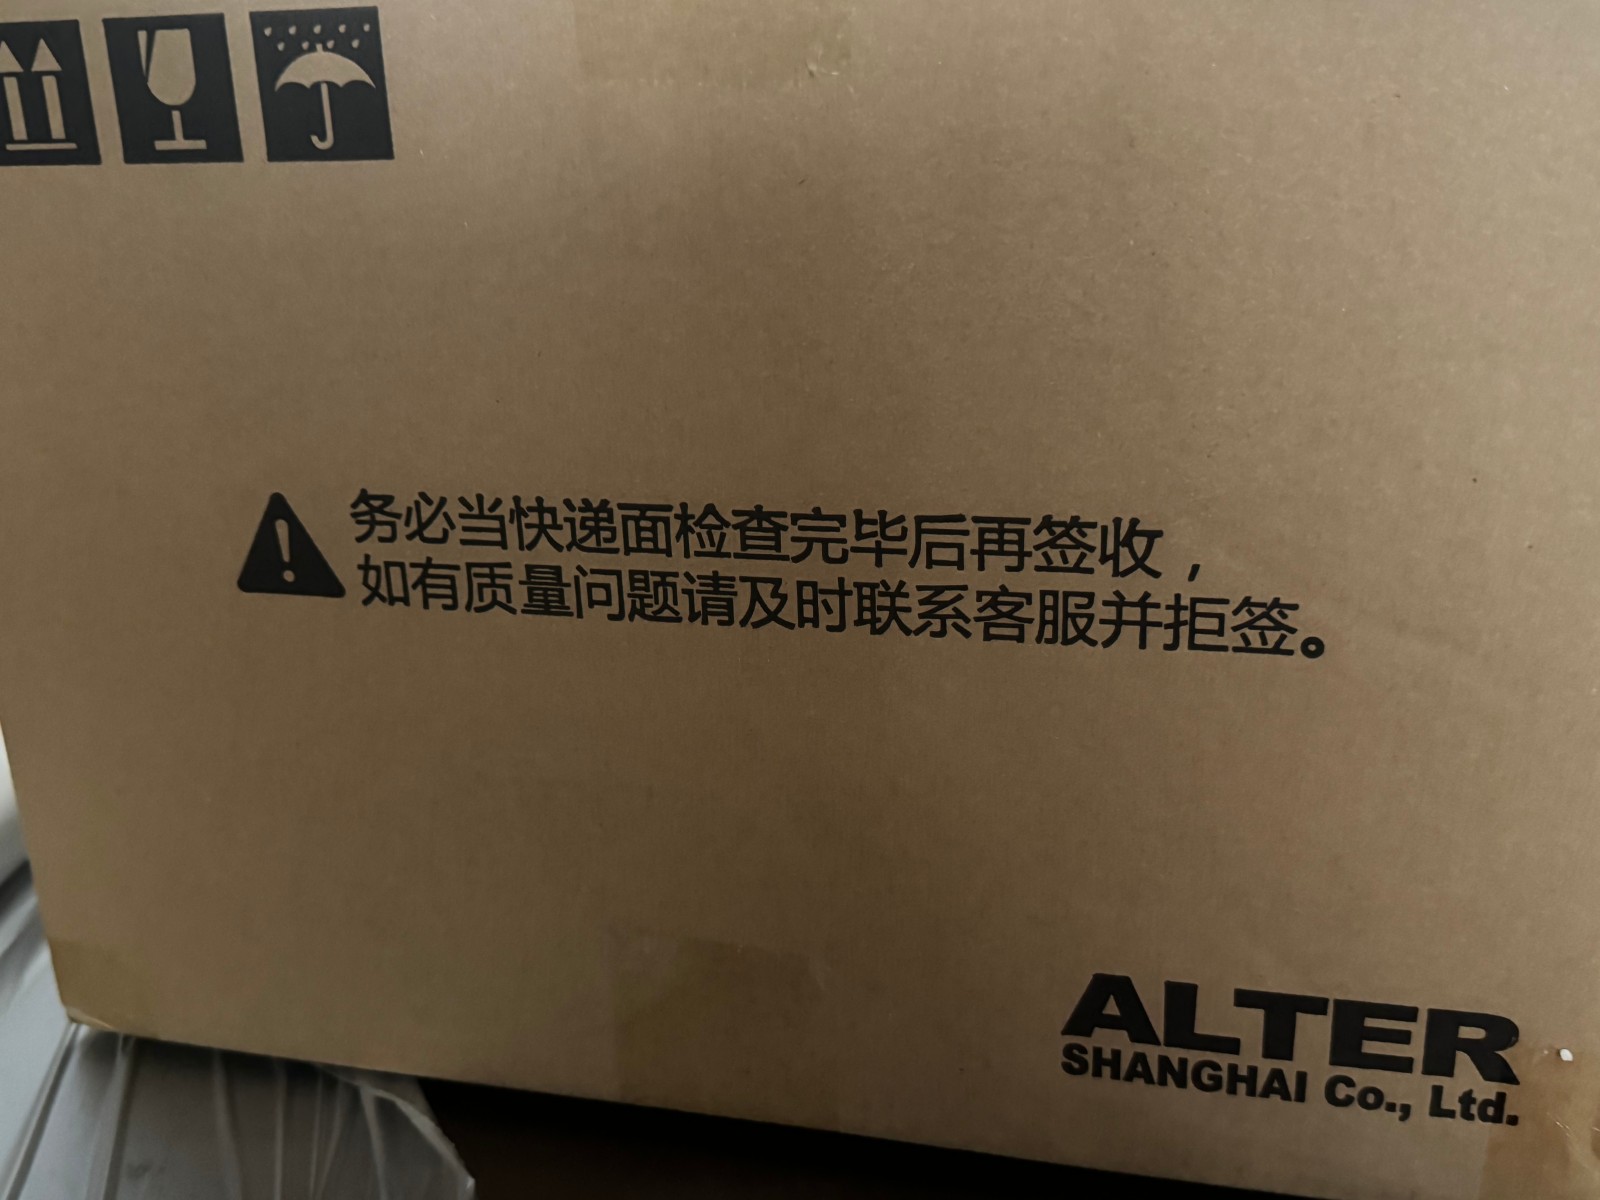 务必当快递面检查完毕后再签收，
如有质量问题请及时联系客服并拒签。
ALTER
SHANGHAI Co., Ltd.